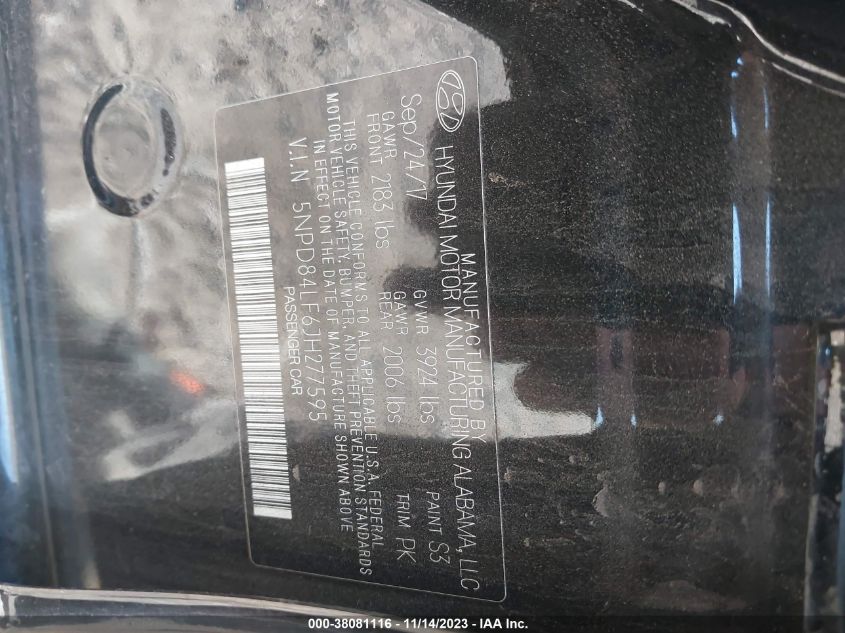 MANUFACTURED BY
HYUNDAI MOTOR MANUFACTURING ALABAMA, LLC
Sep/24/17 GVWR 3924 lbs PAINT S3
GAWR FRONT 2183 lbs GAWR REAR 2006 lbs TRIM PK
THIS VEHICLE CONFORMS TO ALL APPLICABLE U.S.A. FEDERAL
MOTOR VEHICLE SAFETY, BUMPER, AND THEFT PREVENTION STANDARDS
IN EFFECT ON THE DATE OF MANUFACTURE SHOWN ABOVE
V.I.N 5NPD84LF6JH277595
PASSENGER CAR
000-38081116 - 11/14/2023 - IAA Inc.